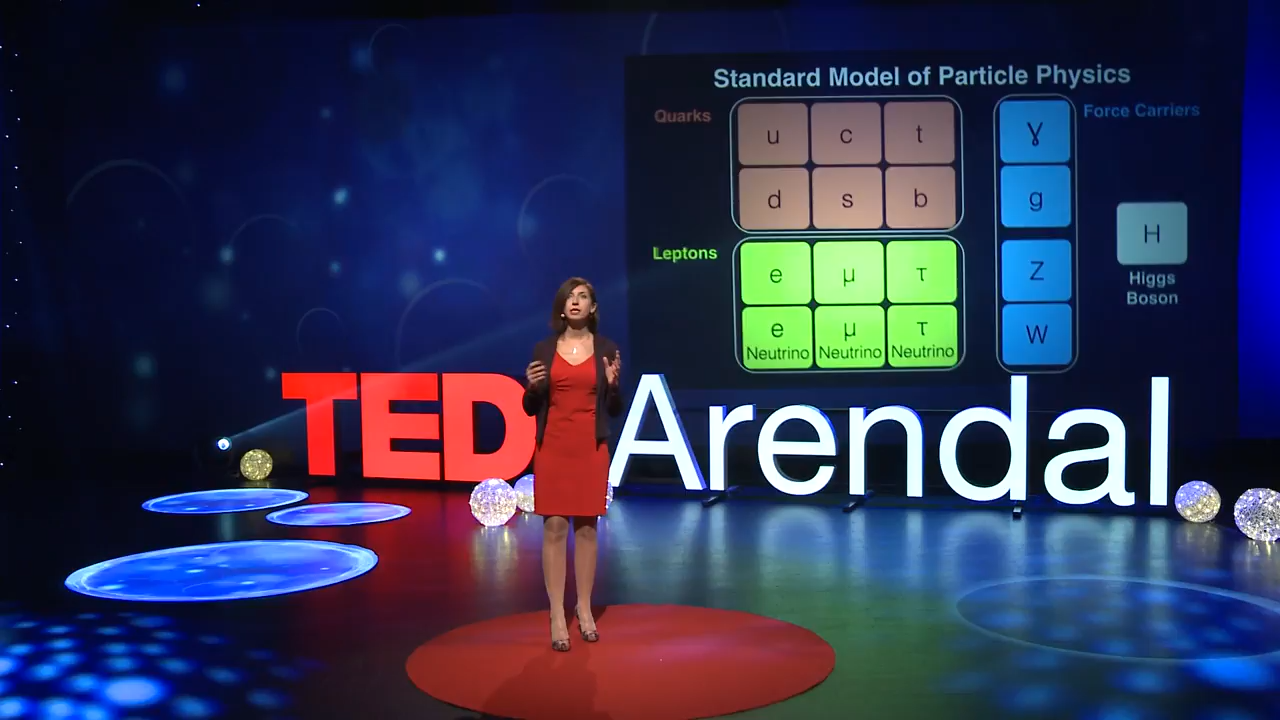 Standard Model of Particle Physics
Quarks
u c t
d s b
Leptons
e μ τ
e μ τ
Neutrino Neutrino Neutrino
Force Carriers
γ
g
Z
W
H
Higgs
Boson
TED Arendal